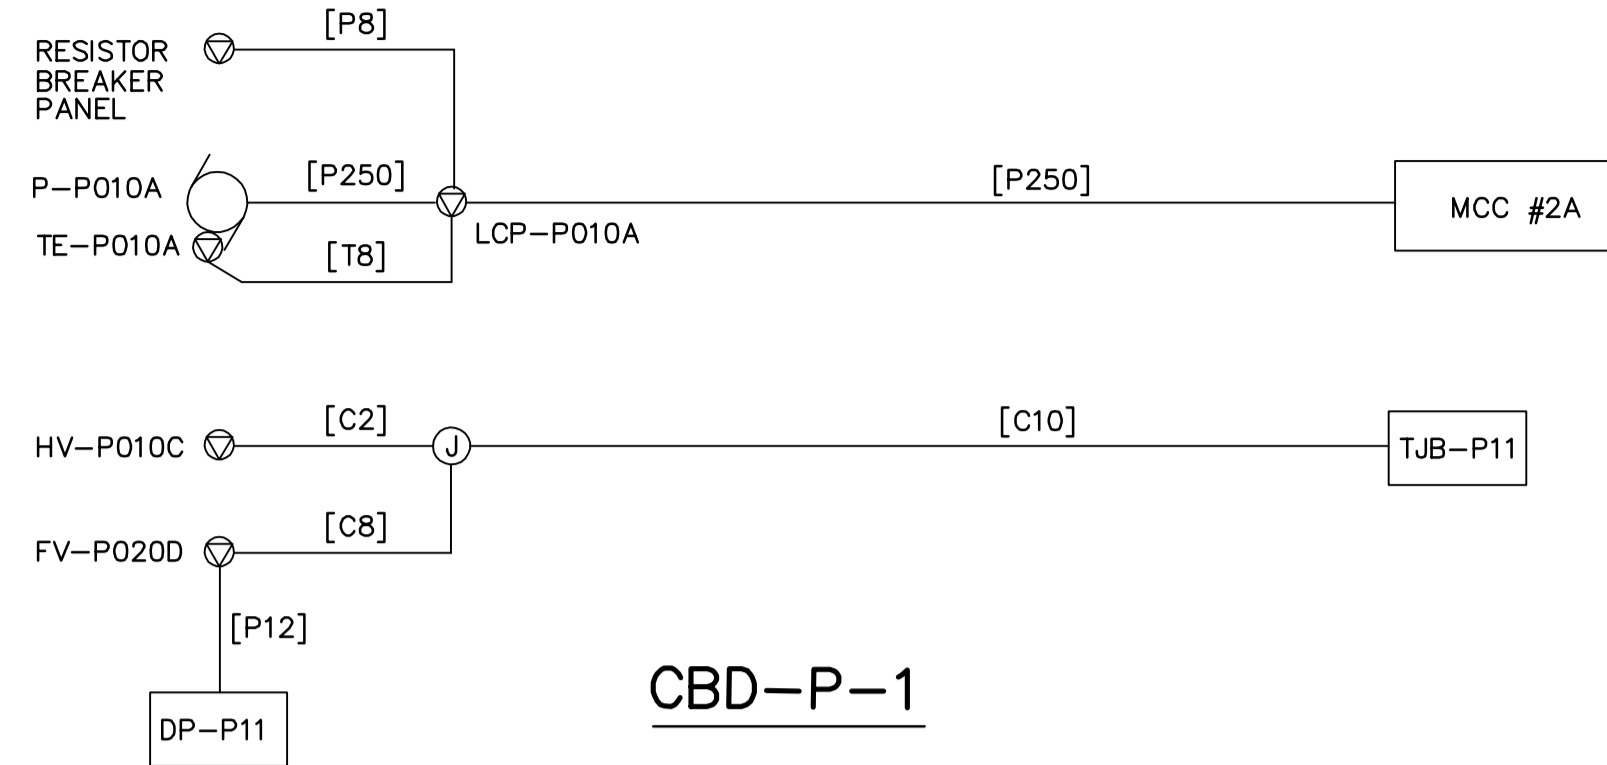 [P8]
RESISTOR
BREAKER
PANEL
P-P010A
[P250]
[P250]
MCC #2A
LCP-P010A
TE-P010A
[T8]
[C2]
[C10]
HV-P010C
J
TJB-P11
[C8]
FV-P020D
[P12]
CBD-P-1
DP-P11